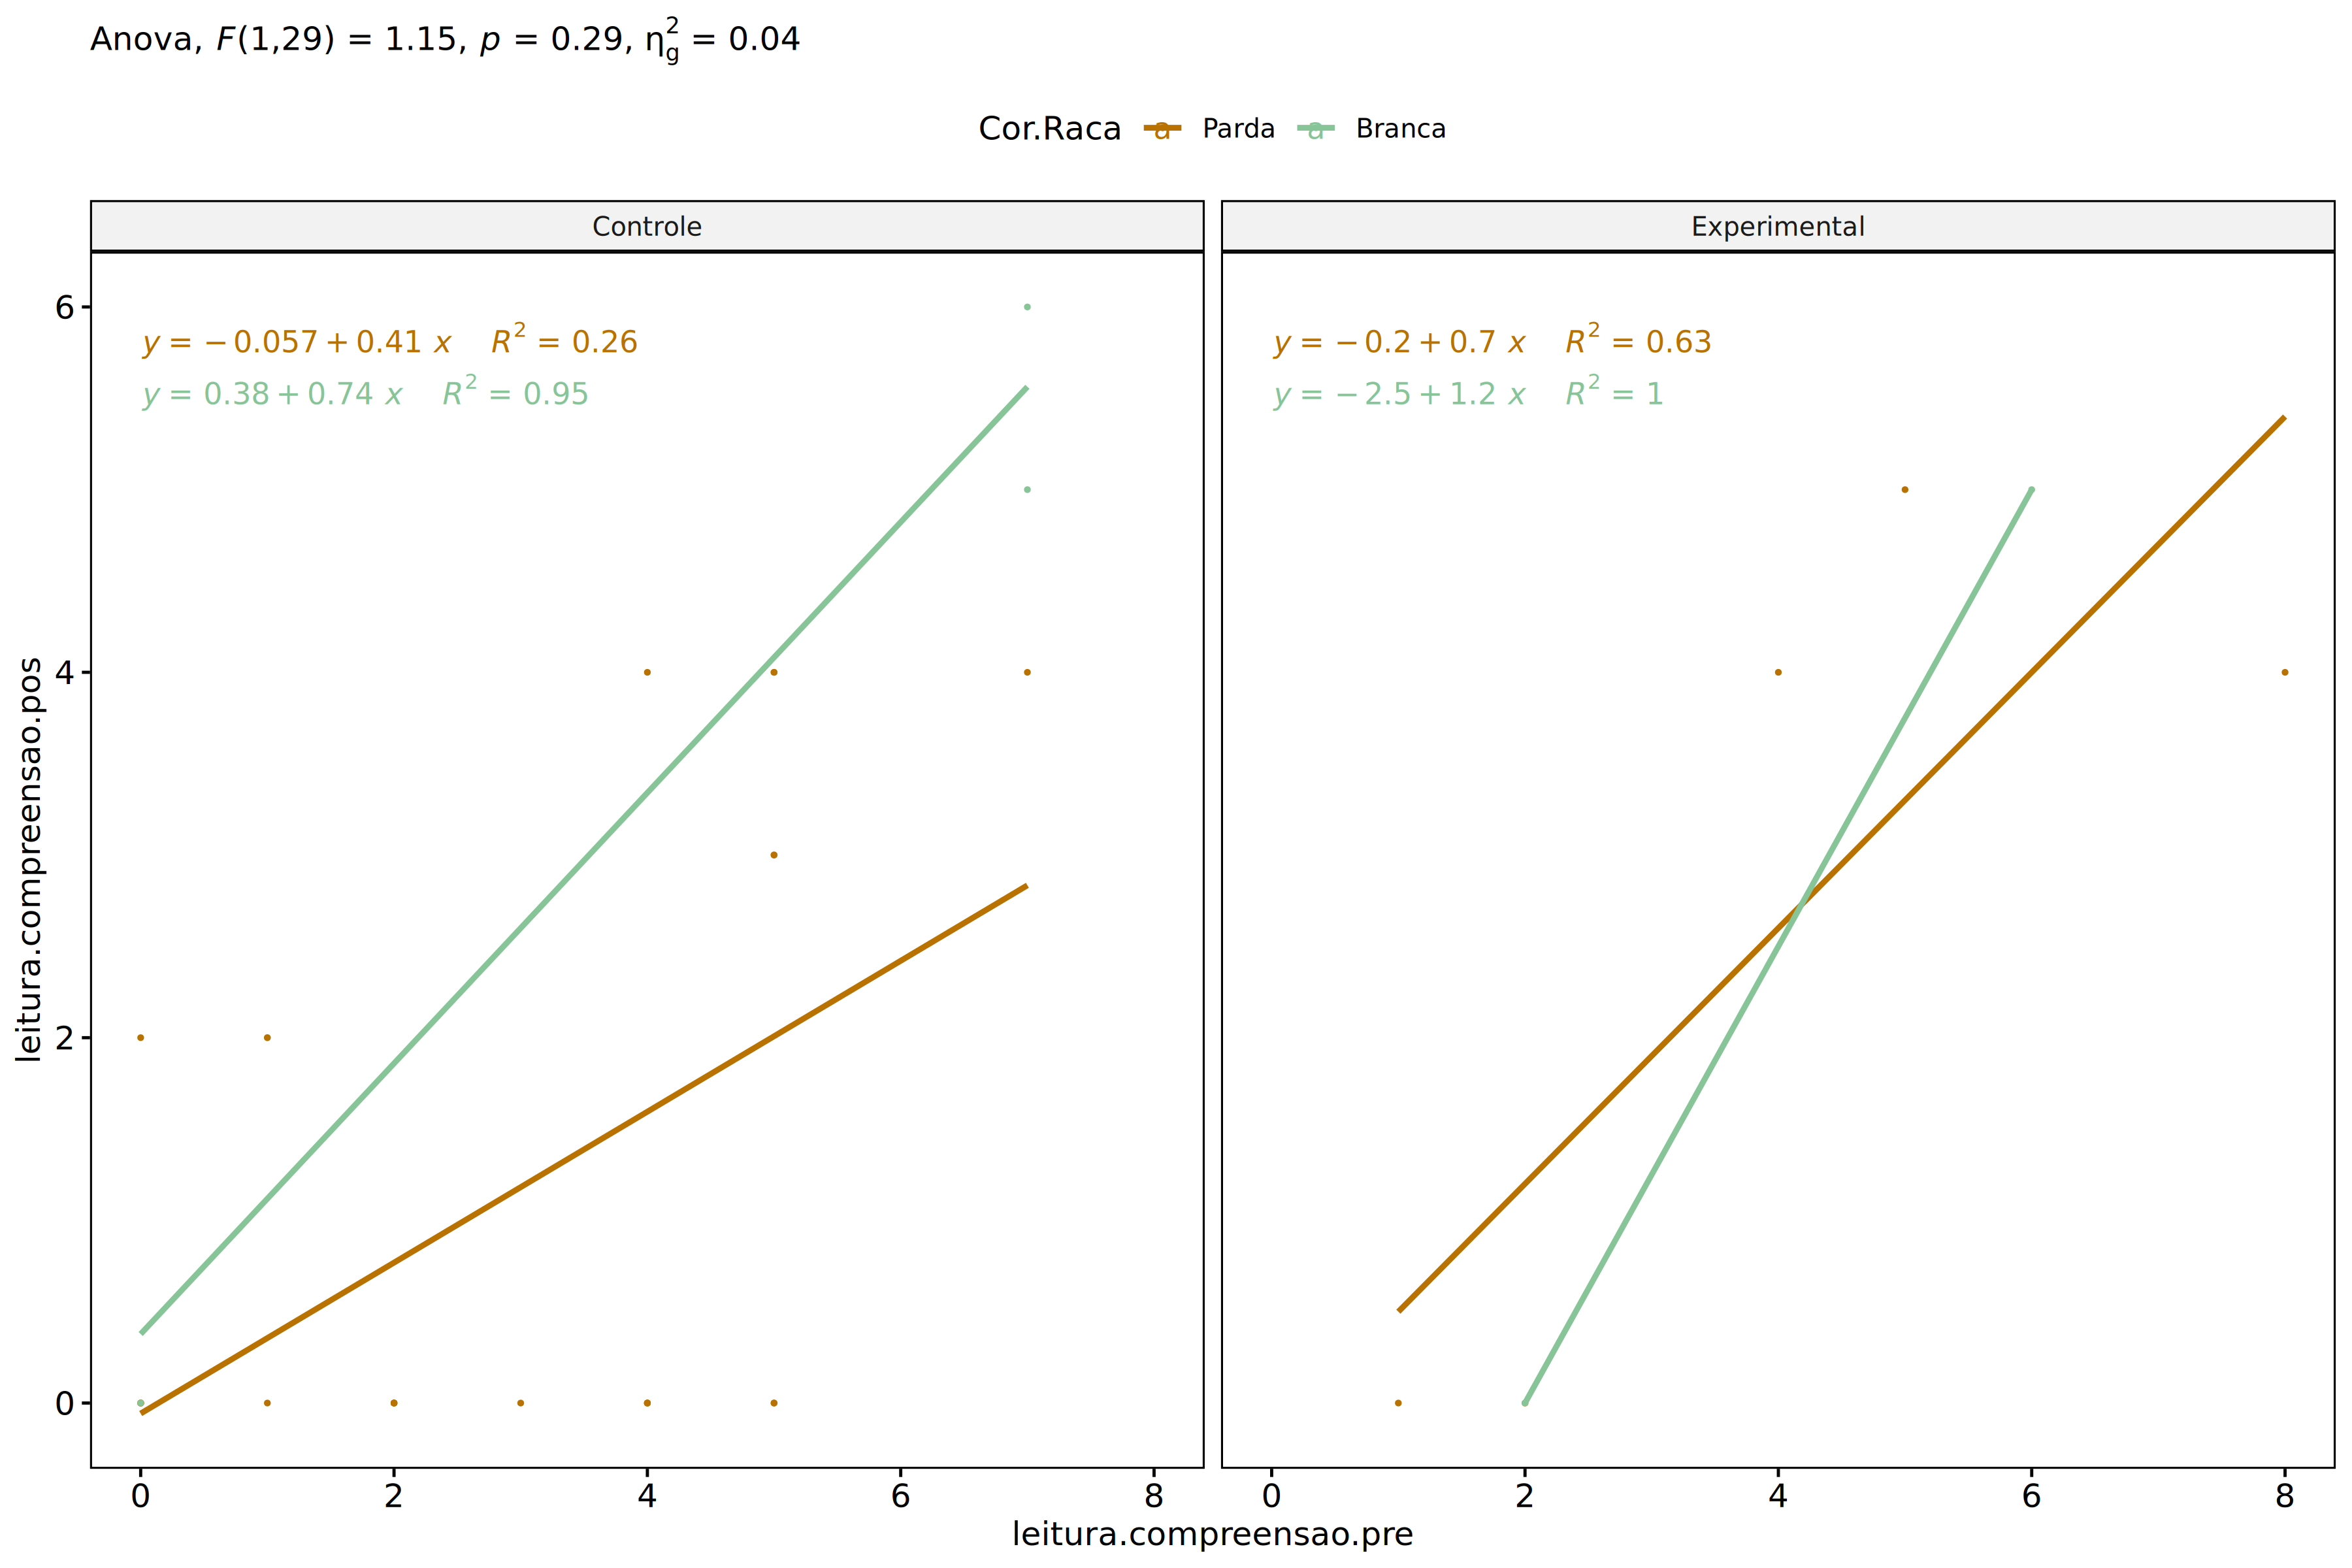 Anova, F(1,29) = 1.15, p = 0.29, η²g = 0.04
Cor.Raca a Parda a Branca
Controle
Experimental
y = −0.057 + 0.41 x R² = 0.26
y = 0.38 + 0.74 x R² = 0.95
y = −0.2 + 0.7 x R² = 0.63
y = −2.5 + 1.2 x R² = 1
leitura.compreensao.pos
6
4
2
0
0 2 4 6 8
0 2 4 6 8
leitura.compreensao.pre